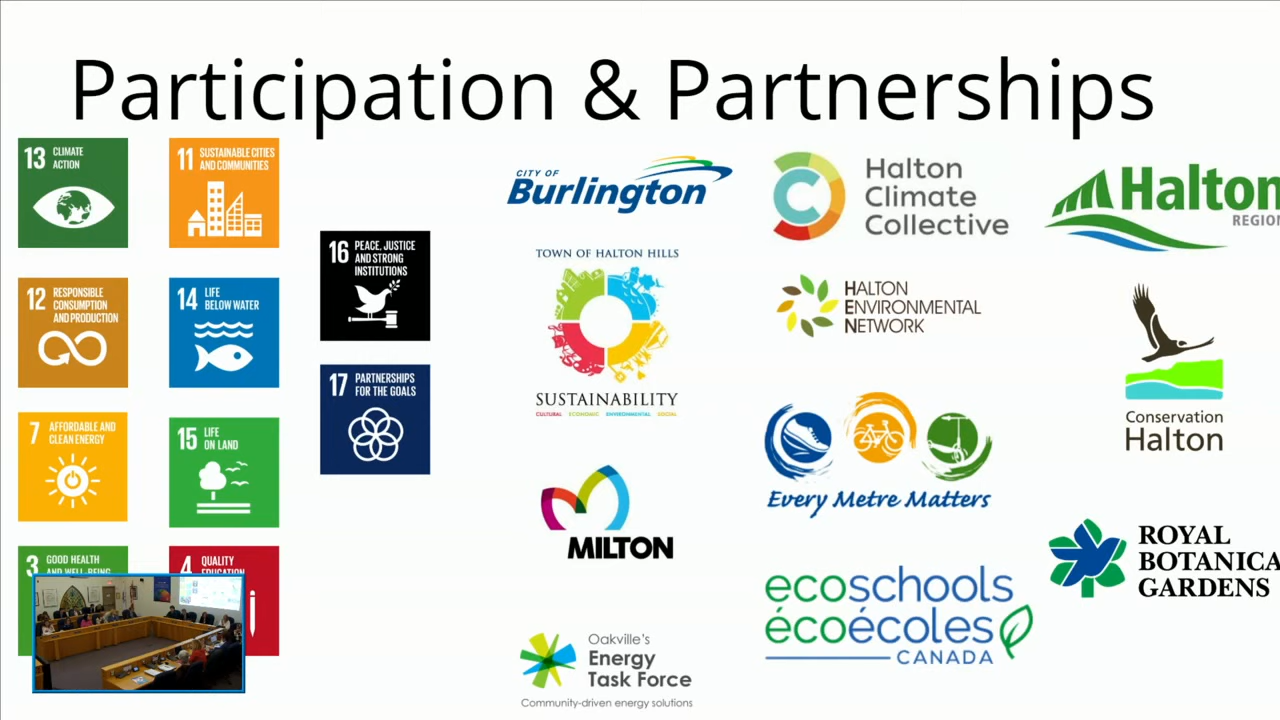 Participation & Partnerships
13 CLIMATE
ACTION
11 SUSTAINABLE CITIES
AND COMMUNITIES
16 PEACE, JUSTICE
AND STRONG
INSTITUTIONS
12 RESPONSIBLE
CONSUMPTION
AND PRODUCTION
14 LIFE
BELOW WATER
17 PARTNERSHIPS
FOR THE GOALS
7 AFFORDABLE AND
CLEAN ENERGY
15 LIFE
ON LAND
3 GOOD HEALTH
AND WELL-BEING
4 QUALITY
EDUCATION
CITY OF
Burlington
Halton
Climate
Collective
Halton
REGION
TOWN OF HALTON HILLS
SUSTAINABILITY
CULTURAL ECONOMIC ENVIRONMENTAL SOCIAL
HALTON
ENVIRONMENTAL
NETWORK
Conservation
Halton
MILTON
Every Metre Matters
ROYAL
BOTANICA
GARDENS
ecoschools
écoécoles
CANADA
Oakville's
Energy
Task Force
Community-driven energy solutions